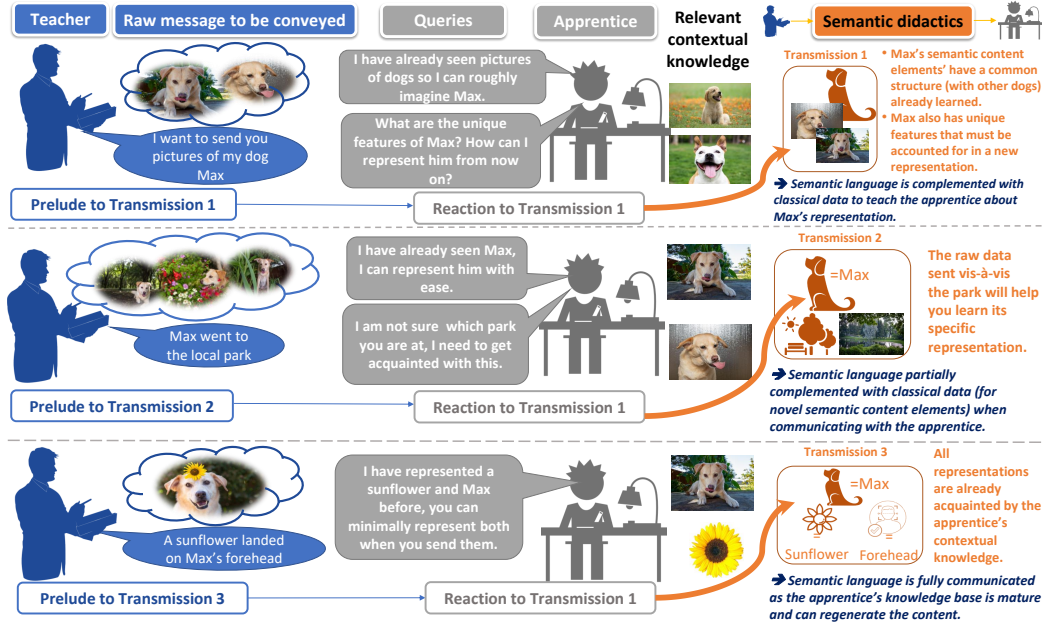 Teacher
Raw message to be conveyed
Queries
Apprentice
Relevant
contextual
knowledge
Semantic didactics
I want to send you
pictures of my dog
Max
I have already seen pictures
of dogs so I can roughly
imagine Max.
What are the unique
features of Max? How can I
represent him from now
on?
Transmission 1
• Max's semantic content
elements' have a common
structure (with other dogs)
already learned.
• Max also has unique
features that must be
accounted for in a new
representation.
➔ Semantic language is complemented with
classical data to teach the apprentice about
Max's representation.
Prelude to Transmission 1
Reaction to Transmission 1
Max went to
the local park
I have already seen Max,
I can represent him with
ease.
I am not sure which park
you are at, I need to get
acquainted with this.
Transmission 2
=Max
The raw data
sent vis-à-vis
the park will help
you learn its
specific
representation.
➔ Semantic language partially
complemented with classical data (for
novel semantic content elements) when
communicating with the apprentice.
Prelude to Transmission 2
Reaction to Transmission 1
A sunflower landed
on Max's forehead
I have represented a
sunflower and Max
before, you can
minimally represent both
when you send them.
Transmission 3
=Max
Sunflower
Forehead
All
representations
are already
acquainted by the
apprentice's
contextual
knowledge.
➔ Semantic language is fully communicated
as the apprentice's knowledge base is mature
and can regenerate the content.
Prelude to Transmission 3
Reaction to Transmission 1